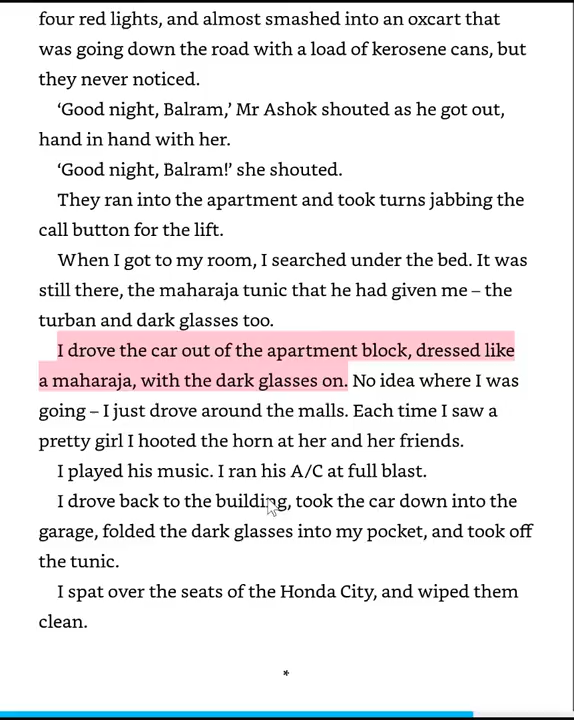 four red lights, and almost smashed into an oxcart that
was going down the road with a load of kerosene cans, but
they never noticed.
‘Good night, Balram,’ Mr Ashok shouted as he got out,
hand in hand with her.
‘Good night, Balram!’ she shouted.
They ran into the apartment and took turns jabbing the
call button for the lift.
When I got to my room, I searched under the bed. It was
still there, the maharaja tunic that he had given me – the
turban and dark glasses too.
I drove the car out of the apartment block, dressed like
a maharaja, with the dark glasses on. No idea where I was
going – I just drove around the malls. Each time I saw a
pretty girl I hooted the horn at her and her friends.
I played his music. I ran his A/C at full blast.
I drove back to the building, took the car down into the
garage, folded the dark glasses into my pocket, and took off
the tunic.
I spat over the seats of the Honda City, and wiped them
clean.
*